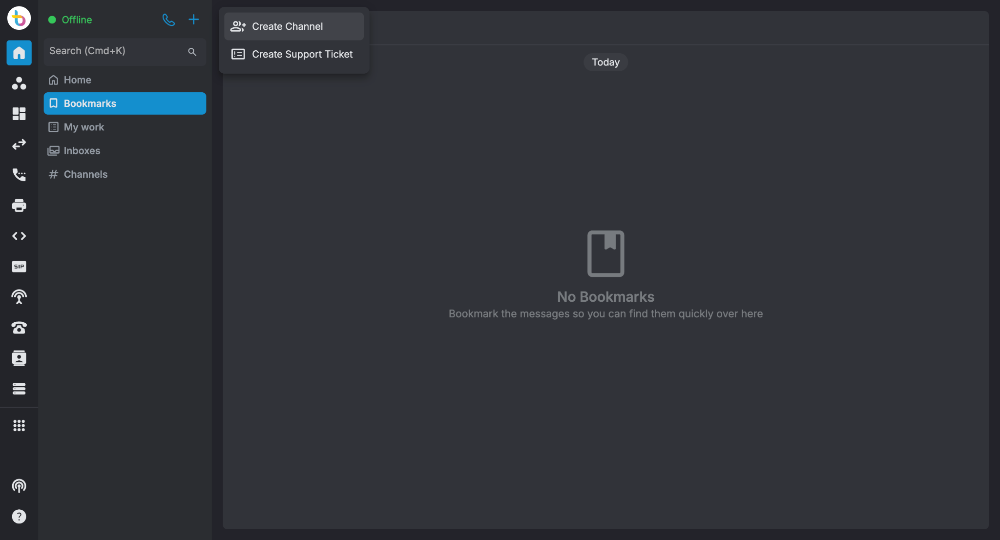 Offline
Search (Cmd+K)
Home
Bookmarks
My work
Inboxes
Channels
SIP
Create Channel
Create Support Ticket
Today
No Bookmarks
Bookmark the messages so you can find them quickly over here